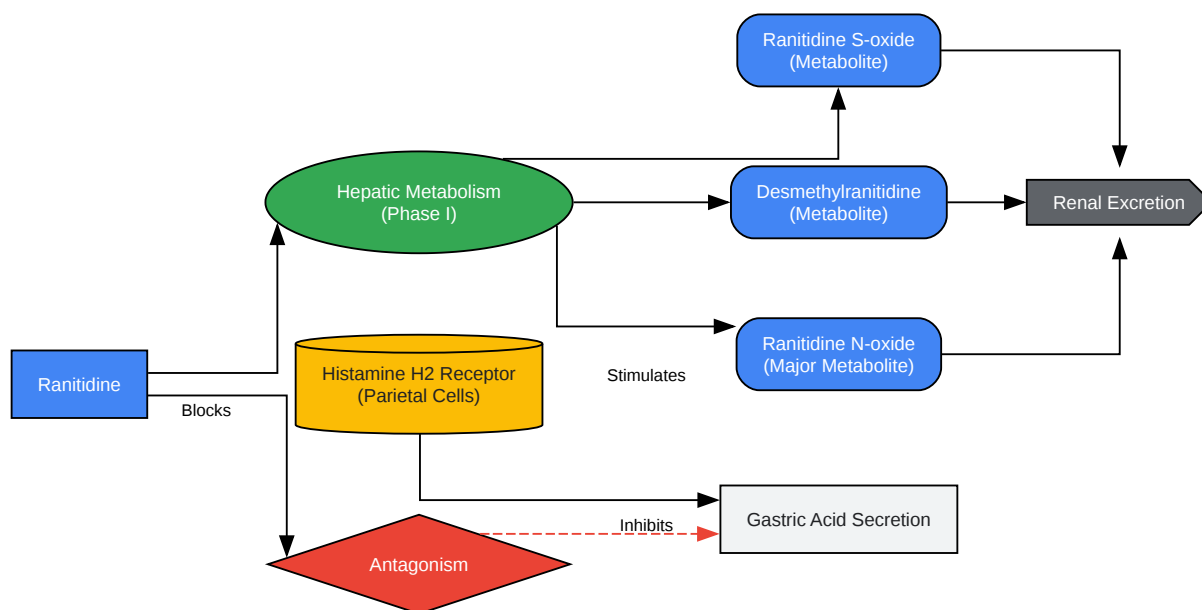 Ranitidine S-oxide
(Metabolite)
Hepatic Metabolism
(Phase I)
Desmethylranitidine
(Metabolite)
Renal Excretion
Ranitidine
Blocks
Histamine H2 Receptor
(Parietal Cells)
Stimulates
Ranitidine N-oxide
(Major Metabolite)
Inhibits
Gastric Acid Secretion
Antagonism